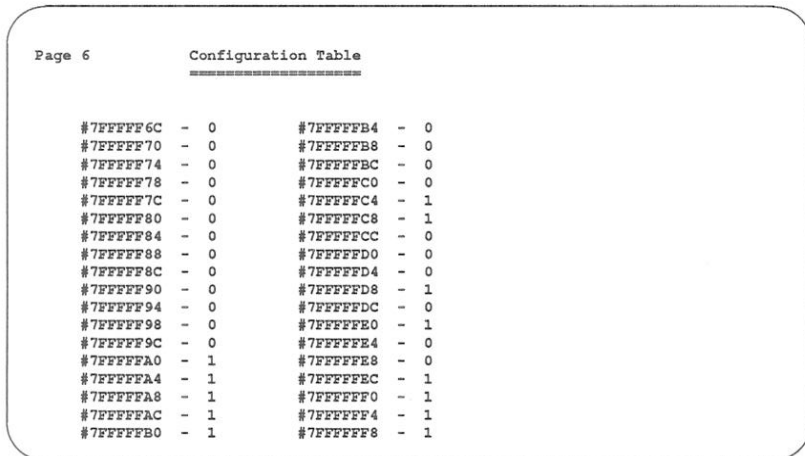 Page 6 Configuration Table
===================
#7FFFFF6C - 0 #7FFFFFB4 - 0
#7FFFFF70 - 0 #7FFFFFB8 - 0
#7FFFFF74 - 0 #7FFFFFBC - 0
#7FFFFF78 - 0 #7FFFFFC0 - 0
#7FFFFF7C - 0 #7FFFFFC4 - 1
#7FFFFF80 - 0 #7FFFFFC8 - 1
#7FFFFF84 - 0 #7FFFFFCC - 0
#7FFFFF88 - 0 #7FFFFFD0 - 0
#7FFFFF8C - 0 #7FFFFFD4 - 0
#7FFFFF90 - 0 #7FFFFFD8 - 1
#7FFFFF94 - 0 #7FFFFFDC - 0
#7FFFFF98 - 0 #7FFFFFE0 - 1
#7FFFFF9C - 0 #7FFFFFE4 - 0
#7FFFFFA0 - 1 #7FFFFFE8 - 0
#7FFFFFA4 - 1 #7FFFFFEC - 1
#7FFFFFA8 - 1 #7FFFFFF0 - 1
#7FFFFFAC - 1 #7FFFFFF4 - 1
#7FFFFFB0 - 1 #7FFFFFF8 - 1